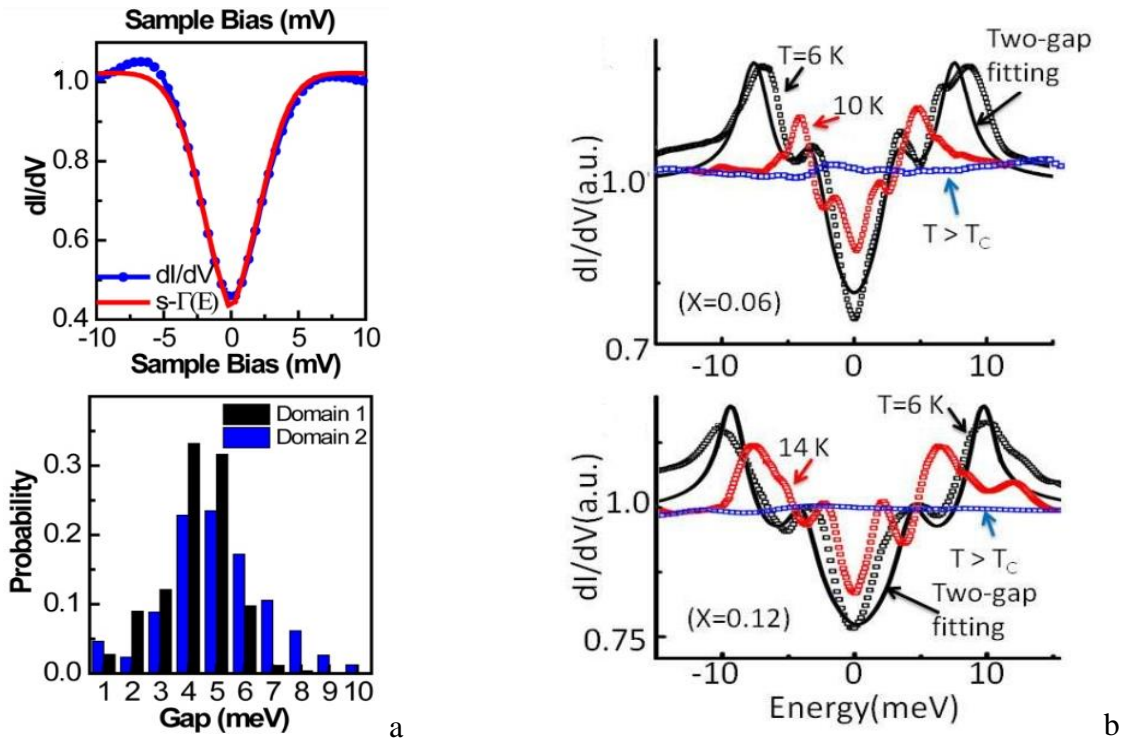 Sample Bias (mV)
1.0
0.8
0.6
0.4
dI/dV
dI/dV
s-Γ(E)
-10 -5 0 5 10
Sample Bias (mV)
Domain 1
Domain 2
0.3
0.2
0.1
0.0
Probability
1 2 3 4 5 6 7 8 9 10
Gap (meV)
a
T=6 K
Two-gap
fitting
10 K
1.0
dI/dV(a.u.)
T > TC
(X=0.06)
0.7
-10 0 10
T=6 K
14 K
1.0
dI/dV(a.u.)
T > TC
Two-gap
fitting
(X=0.12)
0.75
-10 0 10
Energy(meV)
b